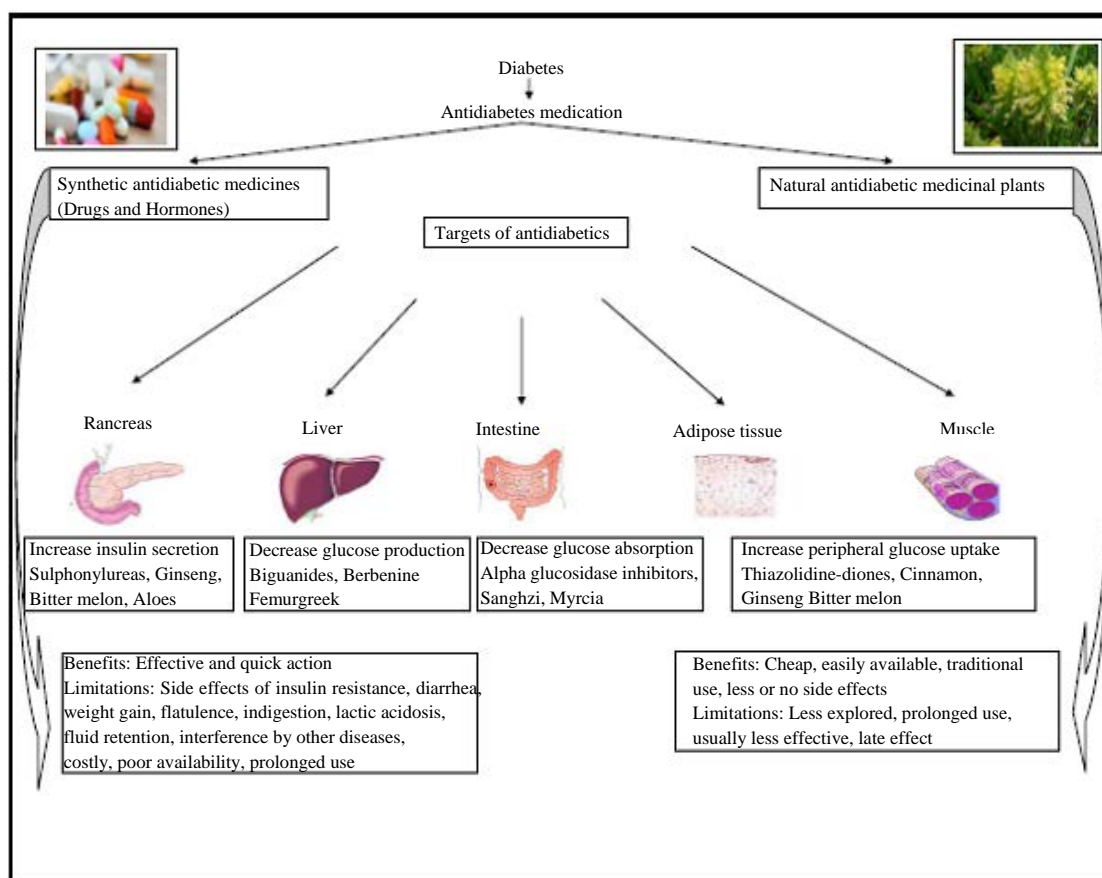 Diabetes
Antidiabetes medication
Synthetic antidiabetic medicines
(Drugs and Hormones)
Natural antidiabetic medicinal plants
Targets of antidiabetics
Rancreas
Liver
Intestine
Adipose tissue
Muscle
Increase insulin secretion
Sulphonylureas, Ginseng,
Bitter melon, Aloes
Decrease glucose production
Biguanides, Berbenine
Femurgreek
Decrease glucose absorption
Alpha glucosidase inhibitors,
Sanghzi, Myrcia
Increase peripheral glucose uptake
Thiazolidine-diones, Cinnamon,
Ginseng Bitter melon
Benefits: Effective and quick action
Limitations: Side effects of insulin resistance, diarrhea,
weight gain, flatulence, indigestion, lactic acidosis,
fluid retention, interference by other diseases,
costly, poor availability, prolonged use
Benefits: Cheap, easily available, traditional
use, less or no side effects
Limitations: Less explored, prolonged use,
usually less effective, late effect